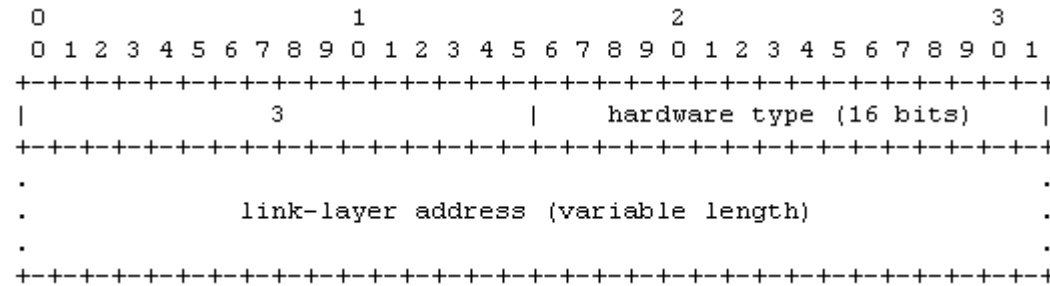 0                   1                   2                   3
 0 1 2 3 4 5 6 7 8 9 0 1 2 3 4 5 6 7 8 9 0 1 2 3 4 5 6 7 8 9 0 1
+-+-+-+-+-+-+-+-+-+-+-+-+-+-+-+-+-+-+-+-+-+-+-+-+-+-+-+-+-+-+-+-+
|               3               |    hardware type (16 bits)    |
+-+-+-+-+-+-+-+-+-+-+-+-+-+-+-+-+-+-+-+-+-+-+-+-+-+-+-+-+-+-+-+-+
.                                                               .
.             link-layer address (variable length)              .
.                                                               .
+-+-+-+-+-+-+-+-+-+-+-+-+-+-+-+-+-+-+-+-+-+-+-+-+-+-+-+-+-+-+-+-+